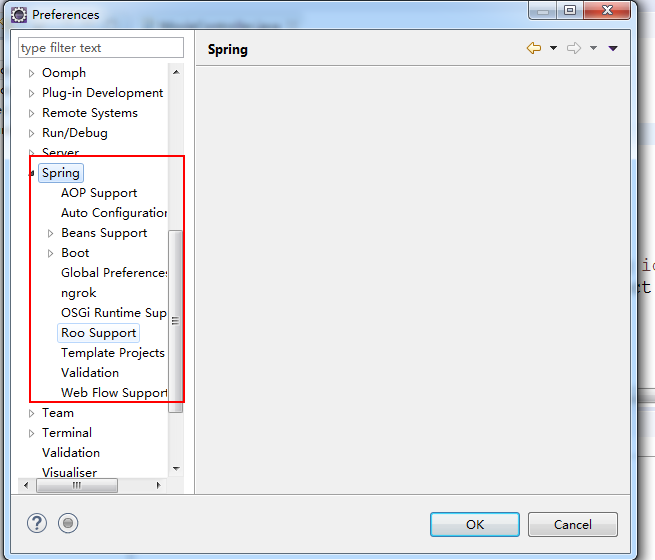 Preferences
type filter text
Spring
Oomph
Plug-in Development
Remote Systems
Run/Debug
Server
Spring
AOP Support
Auto Configuration
Beans Support
Boot
Global Preferences
ngrok
OSGi Runtime Sup
Roo Support
Template Projects
Validation
Web Flow Support
Team
Terminal
Validation
Visualiser
OK
Cancel